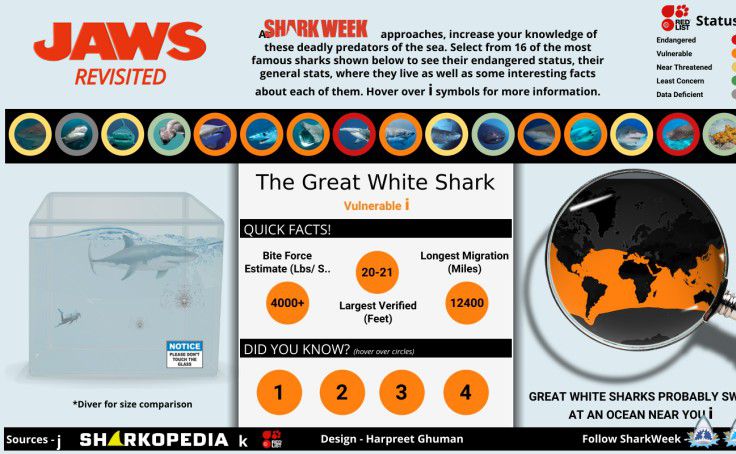 JAWS
REVISITED
As SHARK WEEK approaches, increase your knowledge of
these deadly predators of the sea. Select from 16 of the most
famous sharks shown below to see their endangered status, their
general stats, where they live as well as some interesting facts
about each of them. Hover over i symbols for more information.
RED
LIST
Status
Endangered
Vulnerable
Near Threatened
Least Concern
Data Deficient
The Great White Shark
Vulnerable i
QUICK FACTS!
Bite Force
Estimate (Lbs/ S..
4000+
20-21
Largest Verified
(Feet)
Longest Migration
(Miles)
12400
DID YOU KNOW? (hover over circles)
1 2 3 4
NOTICE
PLEASE DON'T
TOUCH THE
GLASS
*Diver for size comparison
GREAT WHITE SHARKS PROBABLY SW
AT AN OCEAN NEAR YOU i
Sources - j SHARKOPEDIA k
Design - Harpreet Ghuman
Follow SharkWeek -